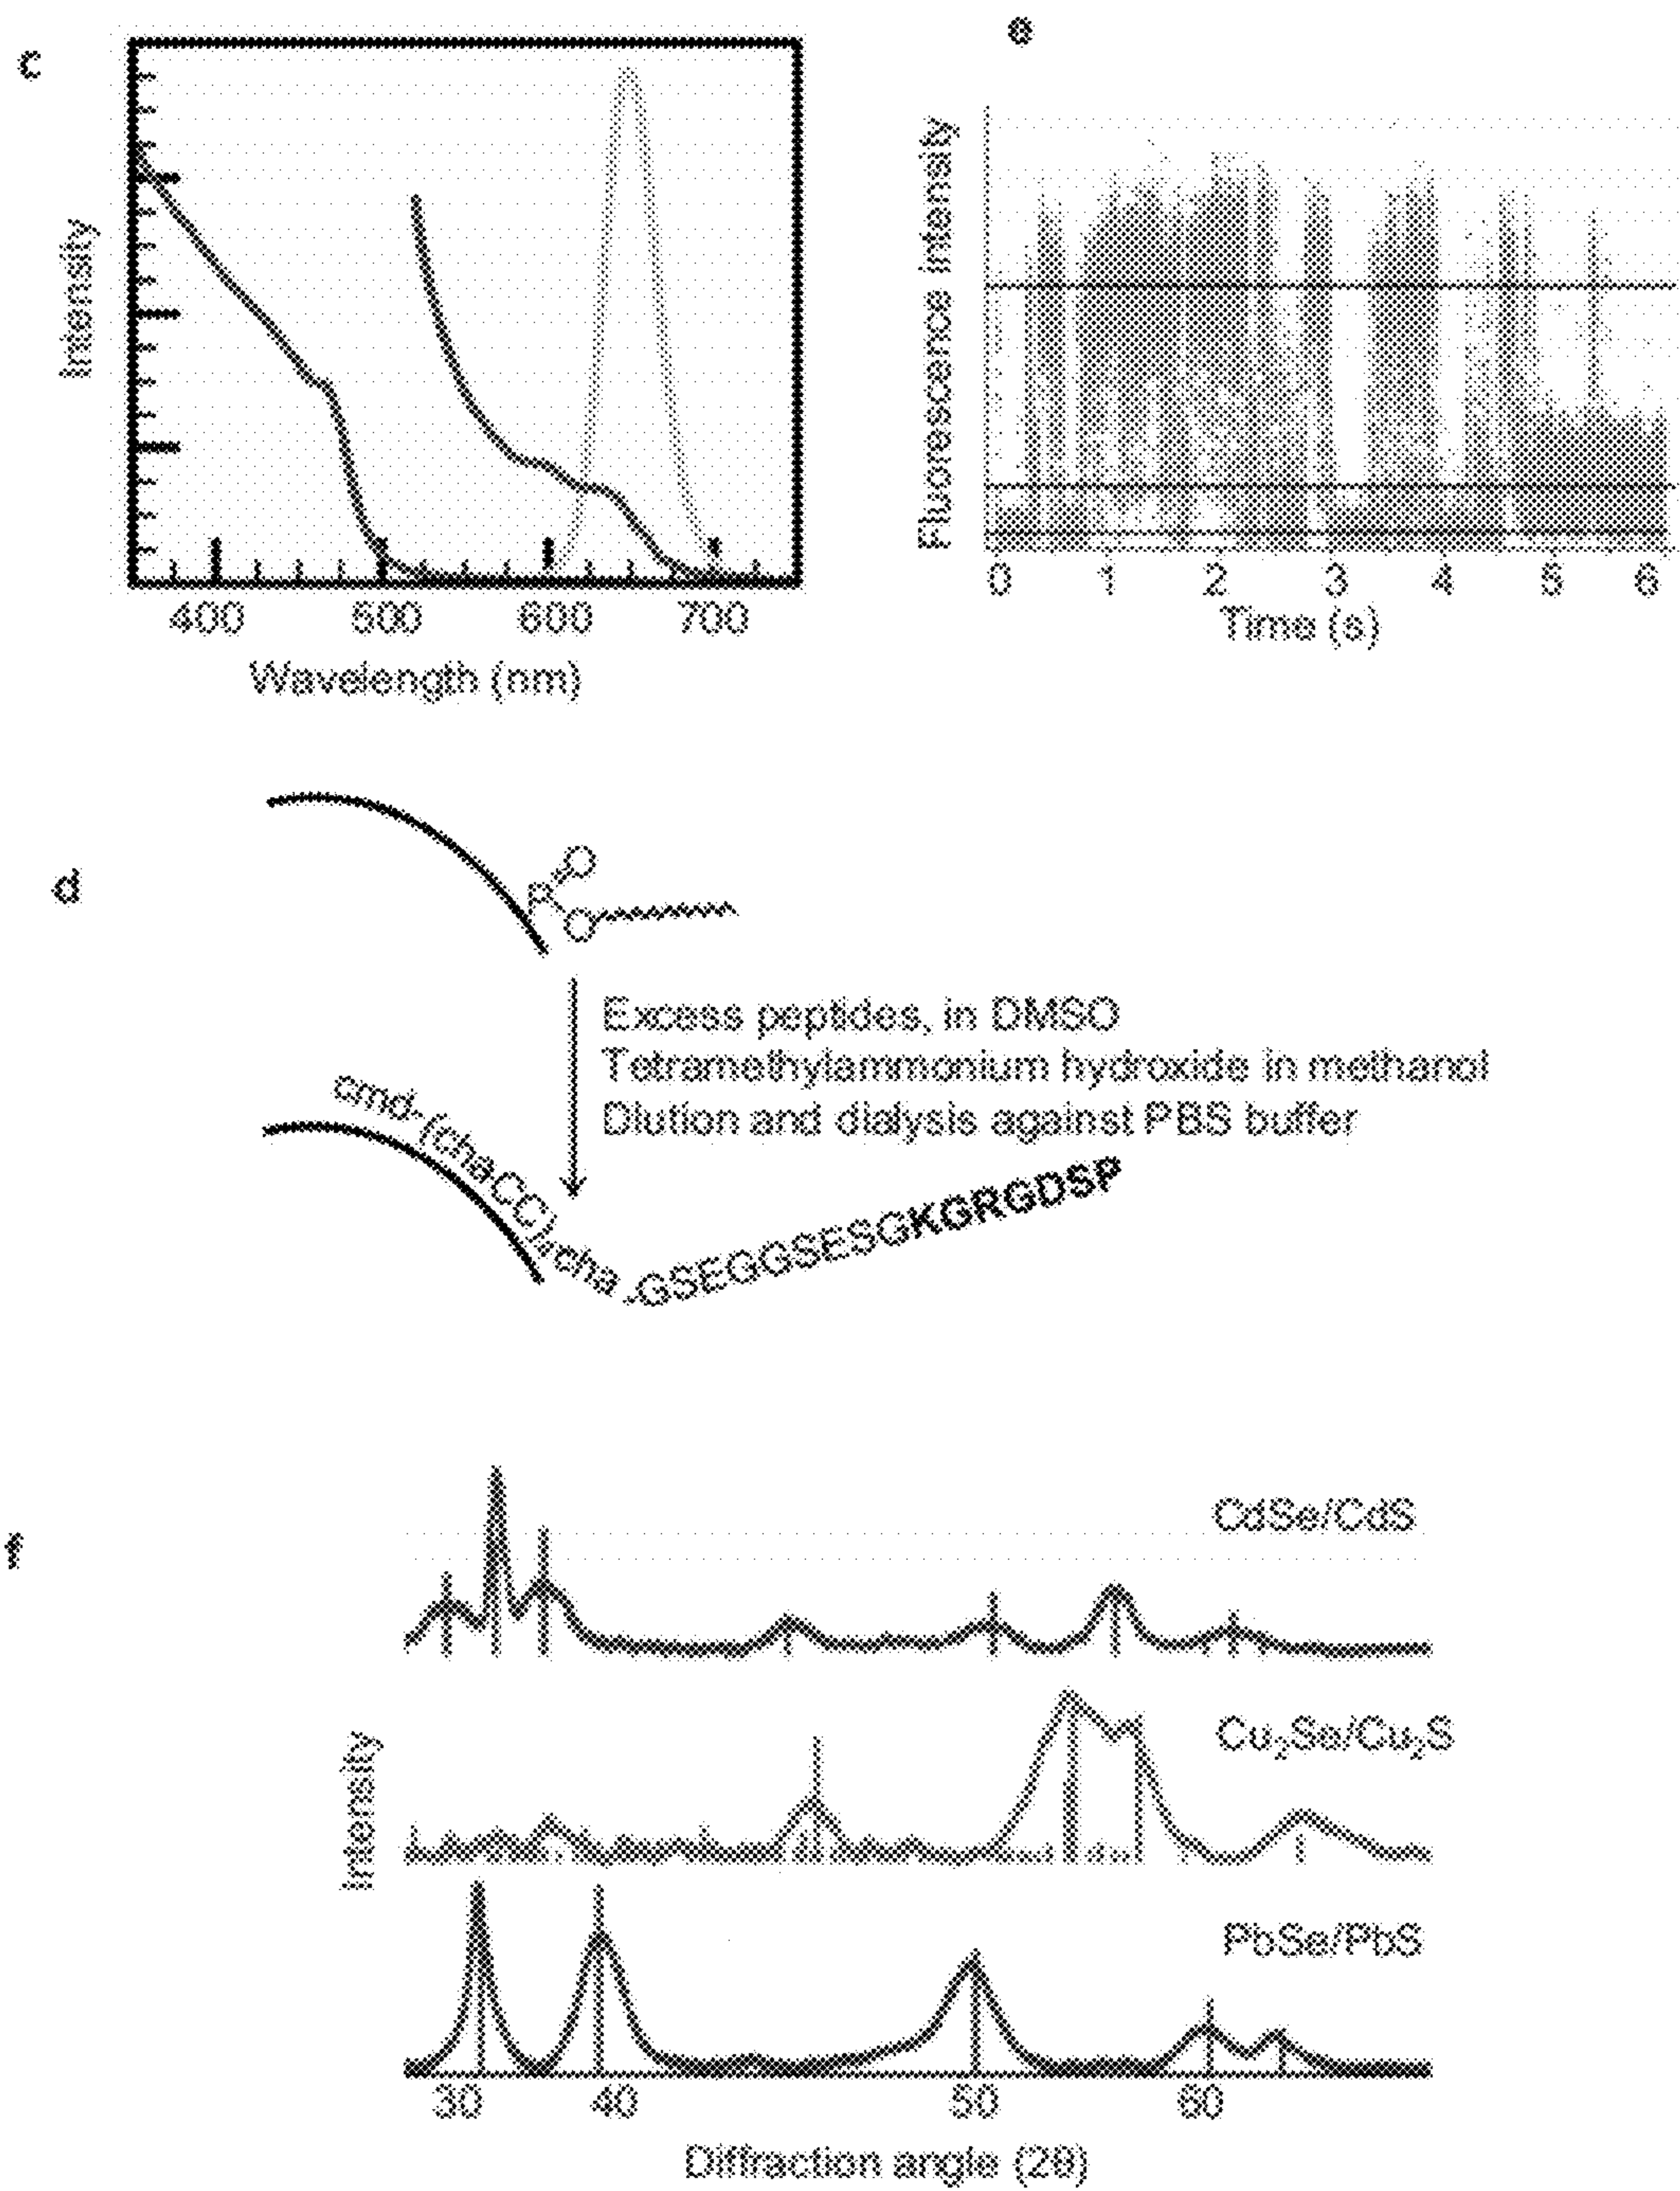 c
Intensity
400 500 600 700
Wavelength (nm)
e
Fluorescence intensity
0 1 2 3 4 5 6
Time (s)
d
P
O
O
Excess peptides, in DMSO
Tetramethylammonium hydroxide in methanol
Dilution and dialysis against PBS buffer
cmd-(chaCC)₄cha-GSEGGSESGKGRGDSP
f
CdSe/CdS
Cu₂Se/Cu₂S
PbSe/PbS
Intensity
30 40 50 60
Diffraction angle (2θ)